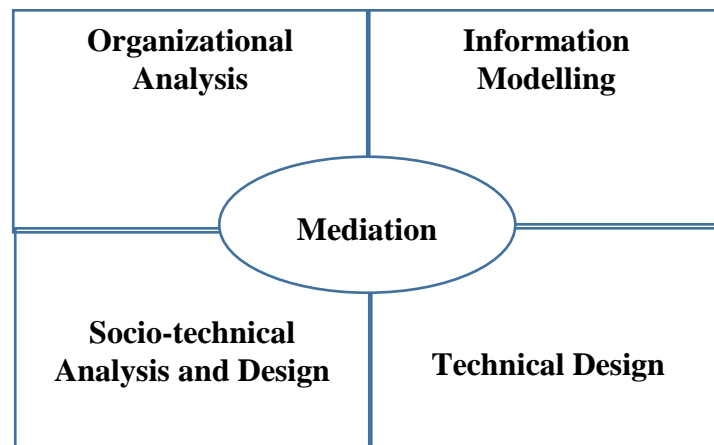 Organizational
Analysis
Information
Modelling
Mediation
Socio-technical
Analysis and Design
Technical Design